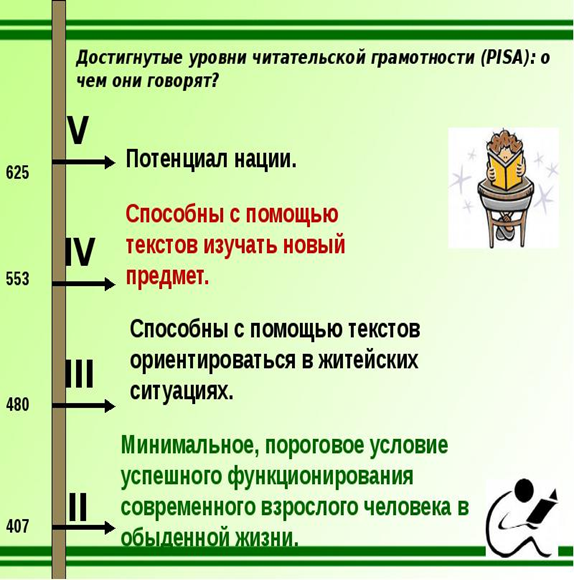 Достигнутые уровни читательской грамотности (PISA): о
чем они говорят?
V
625
Потенциал нации.
Способны с помощью
текстов изучать новый
предмет.
IV
553
Способны с помощью текстов
ориентироваться в житейских
ситуациях.
III
480
Минимальное, пороговое условие
успешного функционирования
современного взрослого человека в
обыденной жизни.
II
407